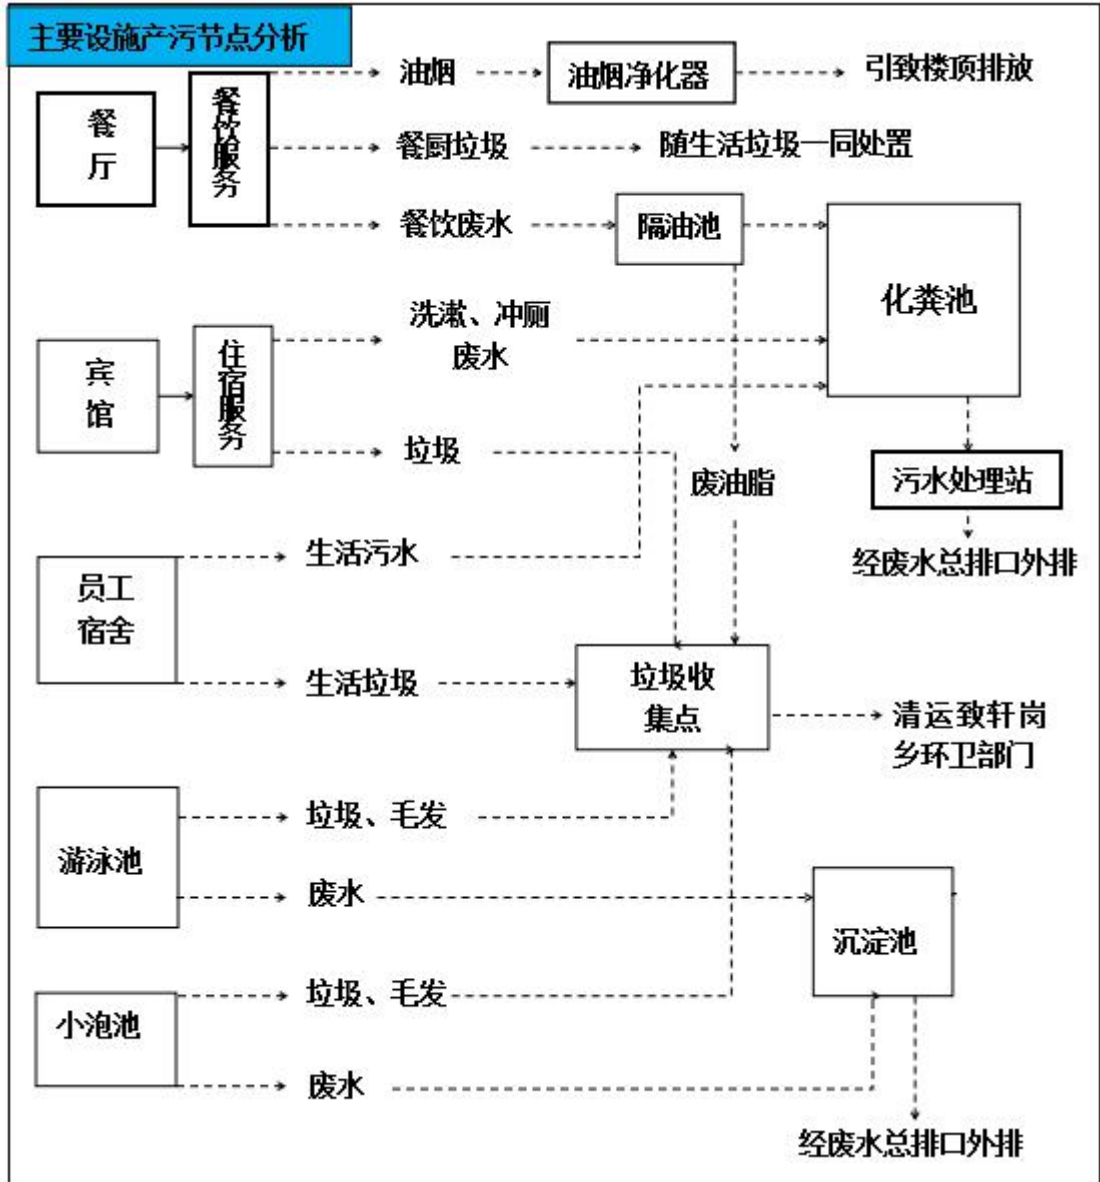 主要设施产污节点分析
油烟
油烟净化器
引致楼顶排放
餐
厅
餐饮服务
餐厨垃圾
随生活垃圾一同处置
餐饮废水
隔油池
化粪池
洗漱、冲厕
废水
宾
馆
住宿服务
垃圾
废油脂
污水处理站
经废水总排口外排
生活污水
员工
宿舍
生活垃圾
垃圾收
集点
清运致轩岗
乡环卫部门
垃圾、毛发
游泳池
废水
沉淀池
垃圾、毛发
小泡池
废水
经废水总排口外排